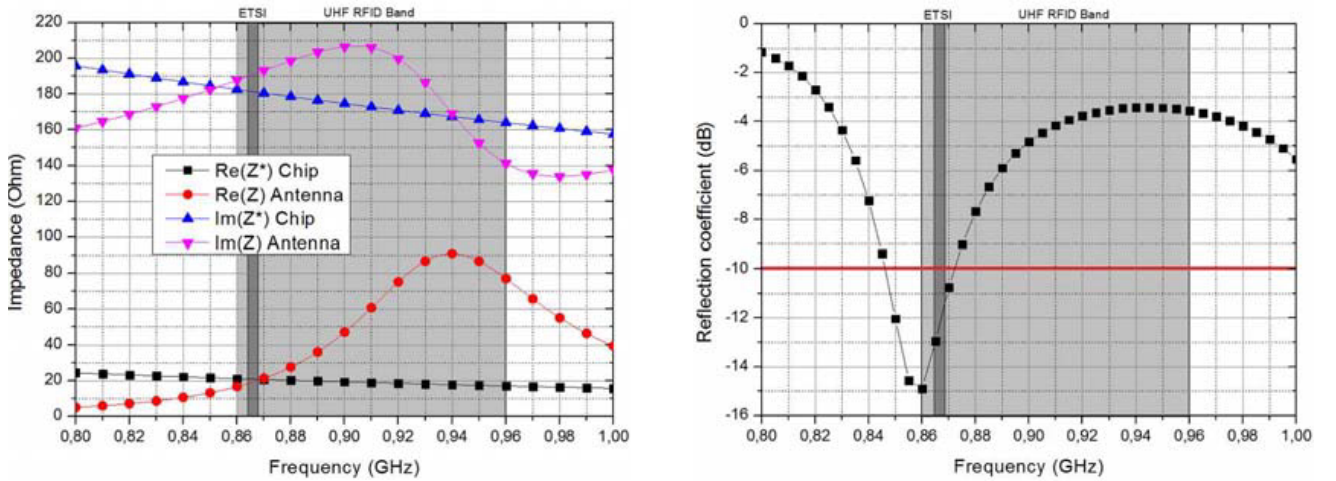 ETSI UHF RFID Band
220
200
180
160
140
120
100
80
60
40
20
0
Impedance (Ohm)
Re(Z*) Chip
Re(Z) Antenna
Im(Z*) Chip
Im(Z) Antenna
0,80 0,82 0,84 0,86 0,88 0,90 0,92 0,94 0,96 0,98 1,00
Frequency (GHz)
ETSI UHF RFID Band
0
-2
-4
-6
-8
-10
-12
-14
-16
Reflection coefficient (dB)
0,80 0,82 0,84 0,86 0,88 0,90 0,92 0,94 0,96 0,98 1,00
Frequency (GHz)